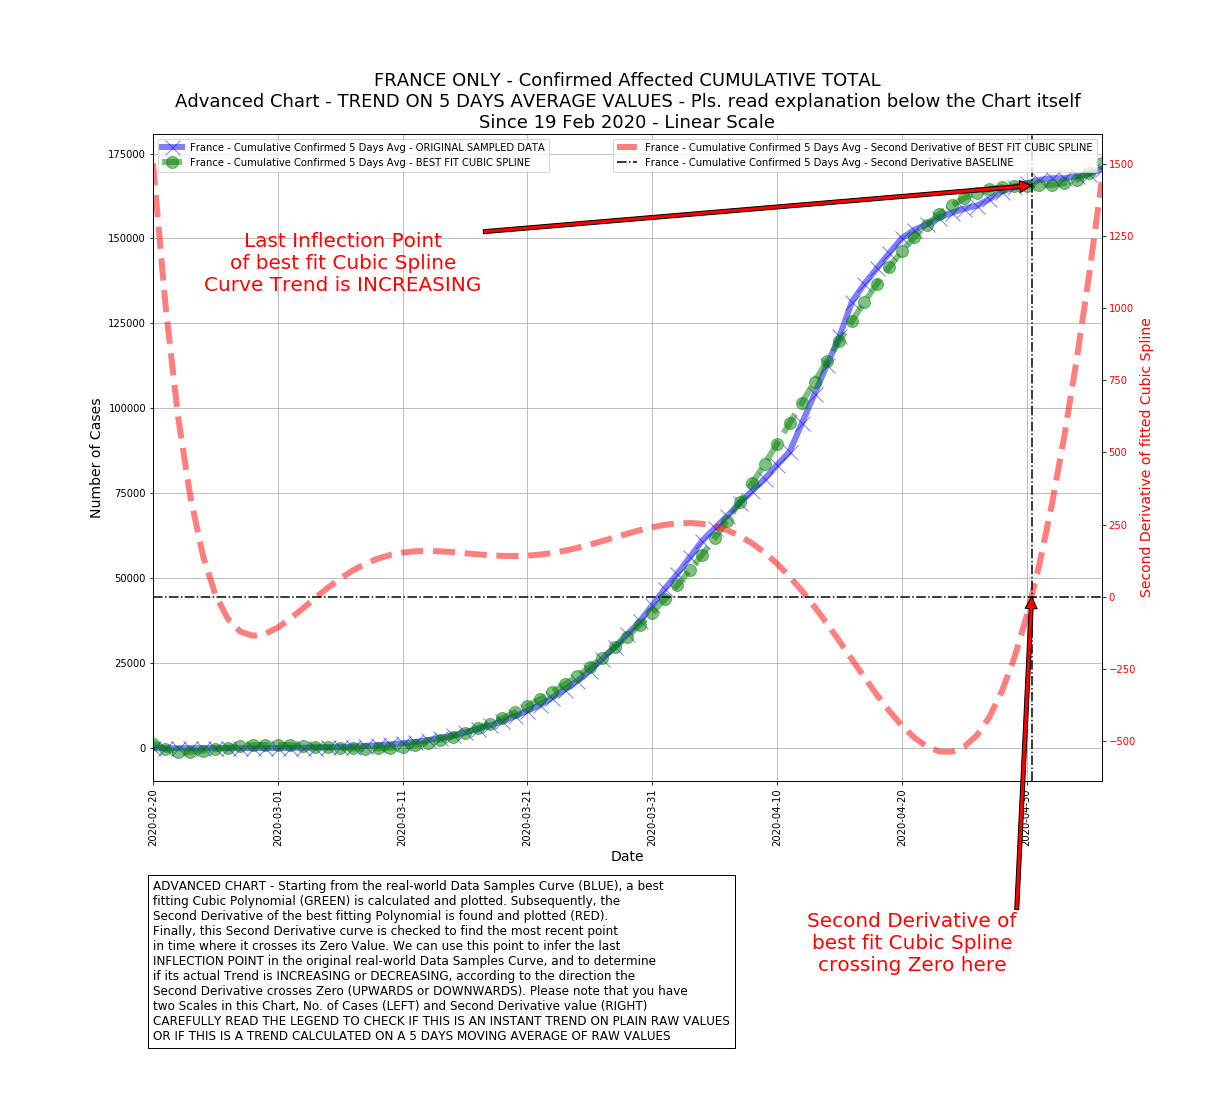 FRANCE ONLY - Confirmed Affected CUMULATIVE TOTAL
Advanced Chart - TREND ON 5 DAYS AVERAGE VALUES - Pls. read explanation below the Chart itself
Since 19 Feb 2020 - Linear Scale
France - Cumulative Confirmed 5 Days Avg - ORIGINAL SAMPLED DATA
France - Cumulative Confirmed 5 Days Avg - BEST FIT CUBIC SPLINE
France - Cumulative Confirmed 5 Days Avg - Second Derivative of BEST FIT CUBIC SPLINE
France - Cumulative Confirmed 5 Days Avg - Second Derivative BASELINE
Last Inflection Point
of best fit Cubic Spline
Curve Trend is INCREASING
Number of Cases
175000
150000
125000
100000
75000
50000
25000
0
1500
1250
1000
750
500
250
0
−250
−500
Second Derivative of fitted Cubic Spline
2020-02-20
2020-03-01
2020-03-11
2020-03-21
2020-03-31
2020-04-10
2020-04-20
2020-04-30
Date
Second Derivative of
best fit Cubic Spline
crossing Zero here
ADVANCED CHART - Starting from the real-world Data Samples Curve (BLUE), a best
fitting Cubic Polynomial (GREEN) is calculated and plotted. Subsequently, the
Second Derivative of the best fitting Polynomial is found and plotted (RED).
Finally, this Second Derivative curve is checked to find the most recent point
in time where it crosses its Zero Value. We can use this point to infer the last
INFLECTION POINT in the original real-world Data Samples Curve, and to determine
if its actual Trend is INCREASING or DECREASING, according to the direction the
Second Derivative crosses Zero (UPWARDS or DOWNWARDS). Please note that you have
two Scales in this Chart, No. of Cases (LEFT) and Second Derivative value (RIGHT)
CAREFULLY READ THE LEGEND TO CHECK IF THIS IS AN INSTANT TREND ON PLAIN RAW VALUES
OR IF THIS IS A TREND CALCULATED ON A 5 DAYS MOVING AVERAGE OF RAW VALUES